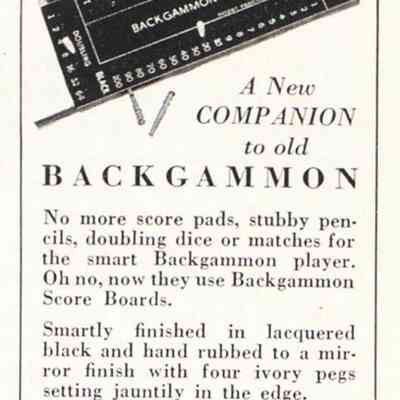 BACKGAMMON
A New
COMPANION
to old
BACKGAMMON
No more score pads, stubby pen-
cils, doubling dice or matches for
the smart Backgammon player.
Oh no, now they use Backgammon
Score Boards.
Smartly finished in lacquered
black and hand rubbed to a mir-
ror finish with four ivory pegs
setting jauntily in the edge.